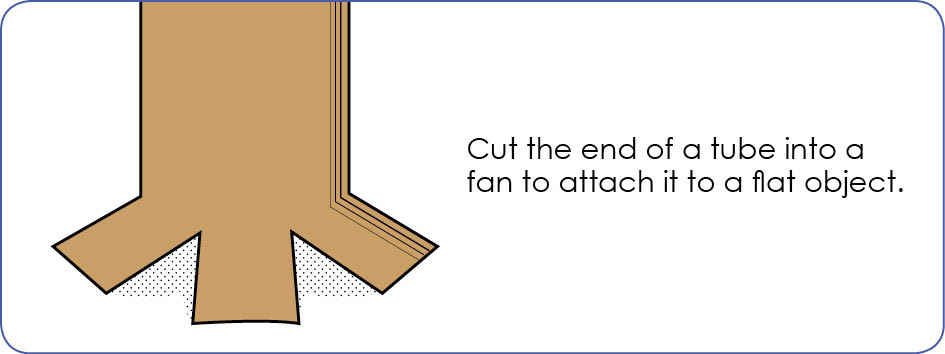 Cut the end of a tube into a
fan to attach it to a flat object.